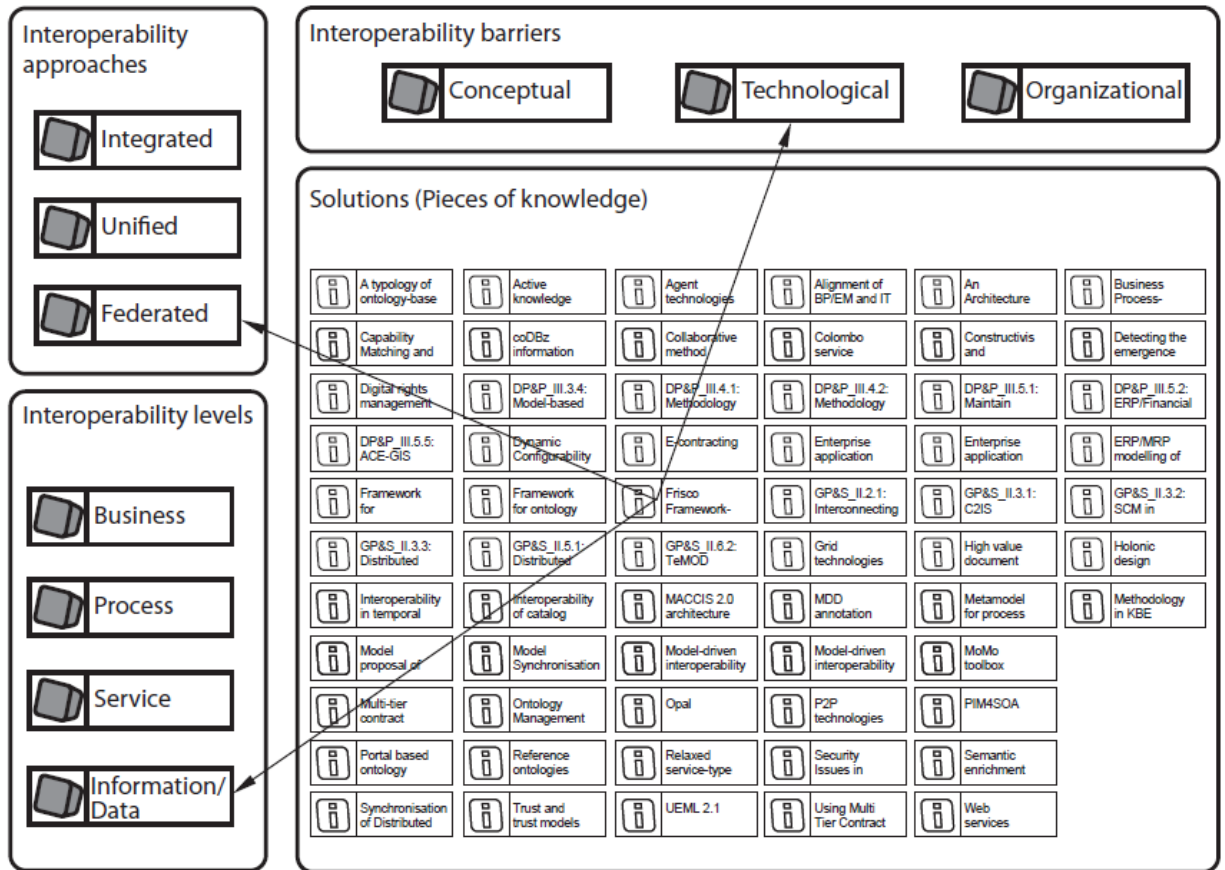 Interoperability
approaches
Integrated
Unified
Federated
Interoperability levels
Business
Process
Service
Information/
Data
Interoperability barriers
Conceptual
Technological
Organizational
Solutions (Pieces of knowledge)
A typology of
ontology-base
Active
knowledge
Agent
technologies
Alignment of
BP/EM and IT
An
Architecture
Business
Process-
Capability
Matching and
coDBz
information
Collaborative
method
Colombo
service
Constructivis
and
Detecting the
emergence
Digital rights
management
DP&P_III.3.4:
Model-based
DP&P_III.4.1:
Methodology
DP&P_III.4.2:
Methodology
DP&P_III.5.1:
Maintain
DP&P_III.5.2:
ERP/Financial
DP&P_III.5.5:
ACE-GIS
Dynamic
Configurability
E-contracting
Enterprise
application
Enterprise
application
ERP/MRP
modelling of
Framework
for
Framework
for ontology
Frisco
Framework-
GP&S_II.2.1:
Interconnecting
GP&S_II.3.1:
C2IS
GP&S_II.3.2:
SCM in
GP&S_II.3.3:
Distributed
GP&S_II.5.1:
Distributed
GP&S_II.6.2:
TeMOD
Grid
technologies
High value
document
Holonic
design
Interoperability
in temporal
Interoperability
of catalog
MACCIS 2.0
architecture
MDD
annotation
Metamodel
for process
Methodology
in KBE
Model
proposal of
Model
Synchronisation
Model-driven
interoperability
Model-driven
interoperability
MoMo
toolbox
Multi-tier
contract
Ontology
Management
Opal
P2P
technologies
PIM4SOA
Portal based
ontology
Reference
ontologies
Relaxed
service-type
Security
Issues in
Semantic
enrichment
Synchronisation
of Distributed
Trust and
trust models
UEML 2.1
Using Multi
Tier Contract
Web
services